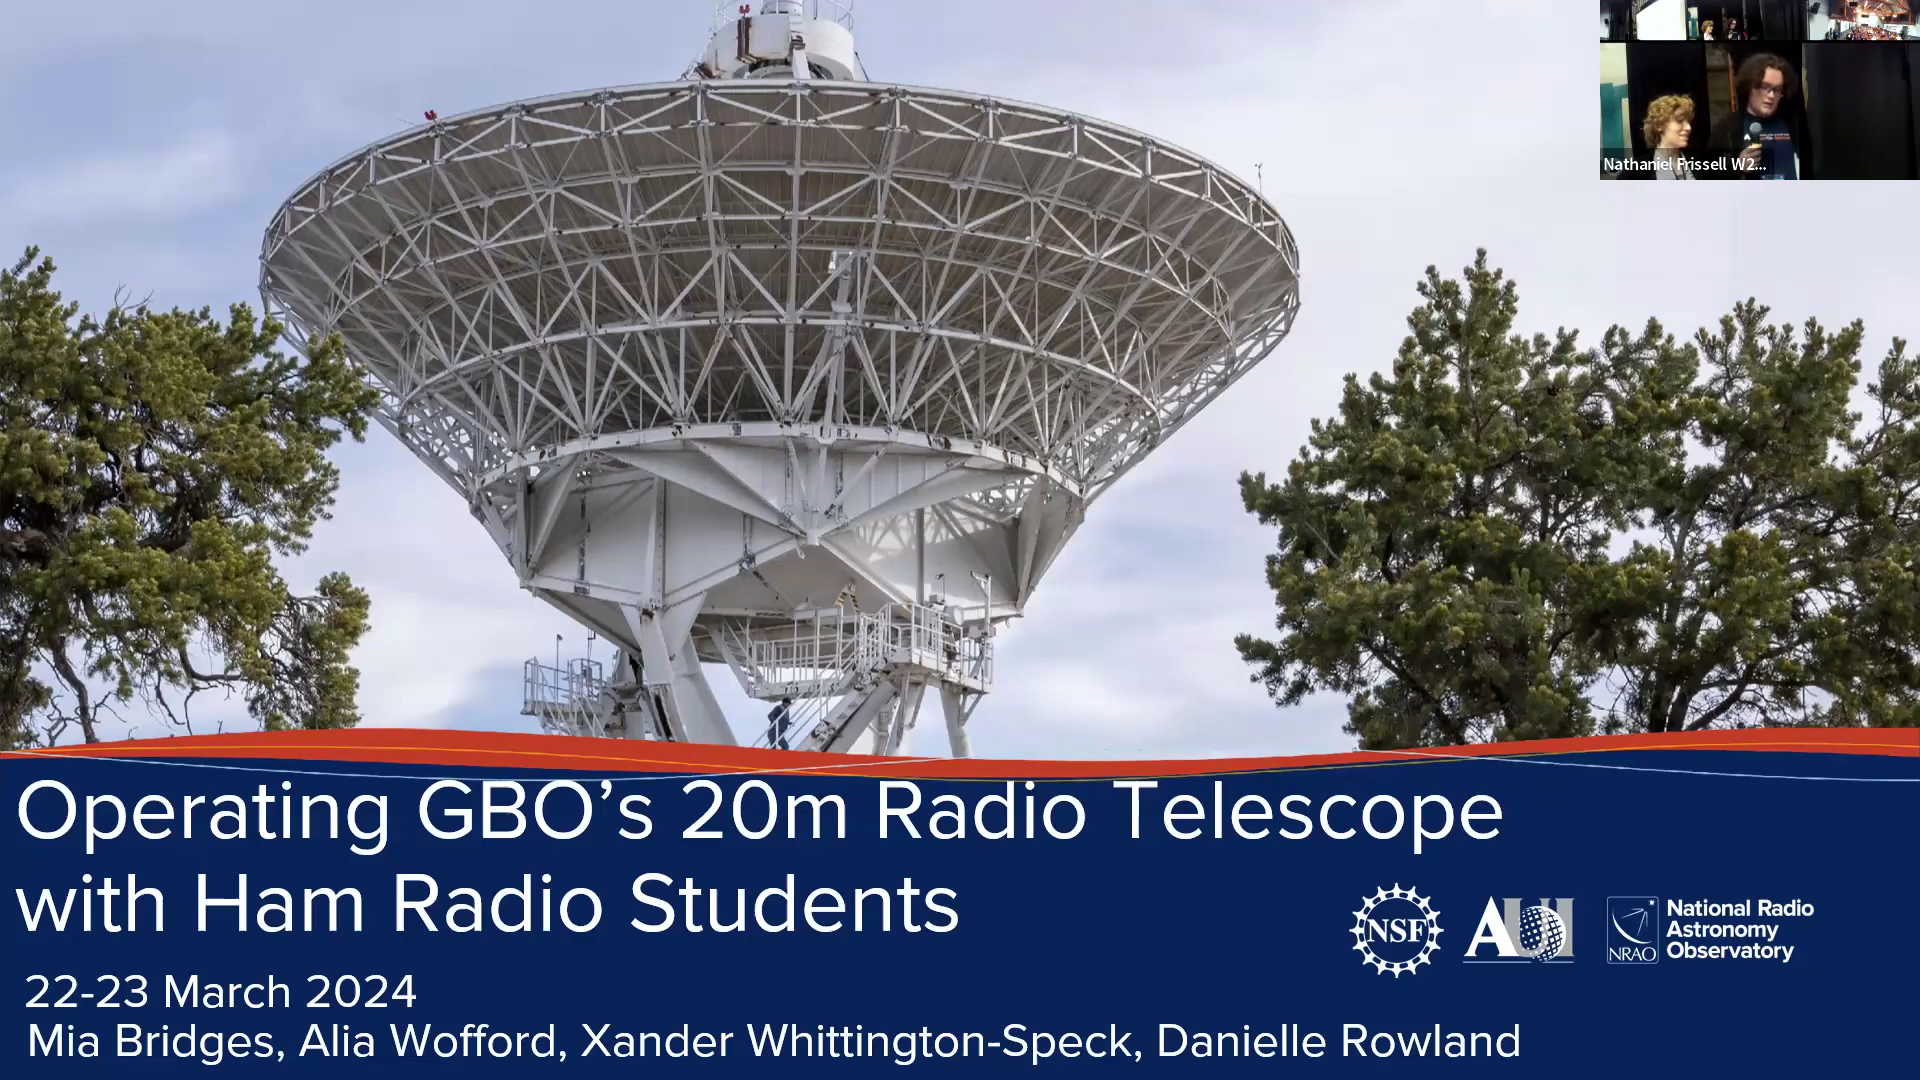 Nathaniel Frissell W2...
Operating GBO’s 20m Radio Telescope
with Ham Radio Students
NSF
AUI
NRAO
National Radio
Astronomy
Observatory
22-23 March 2024
Mia Bridges, Alia Wofford, Xander Whittington-Speck, Danielle Rowland